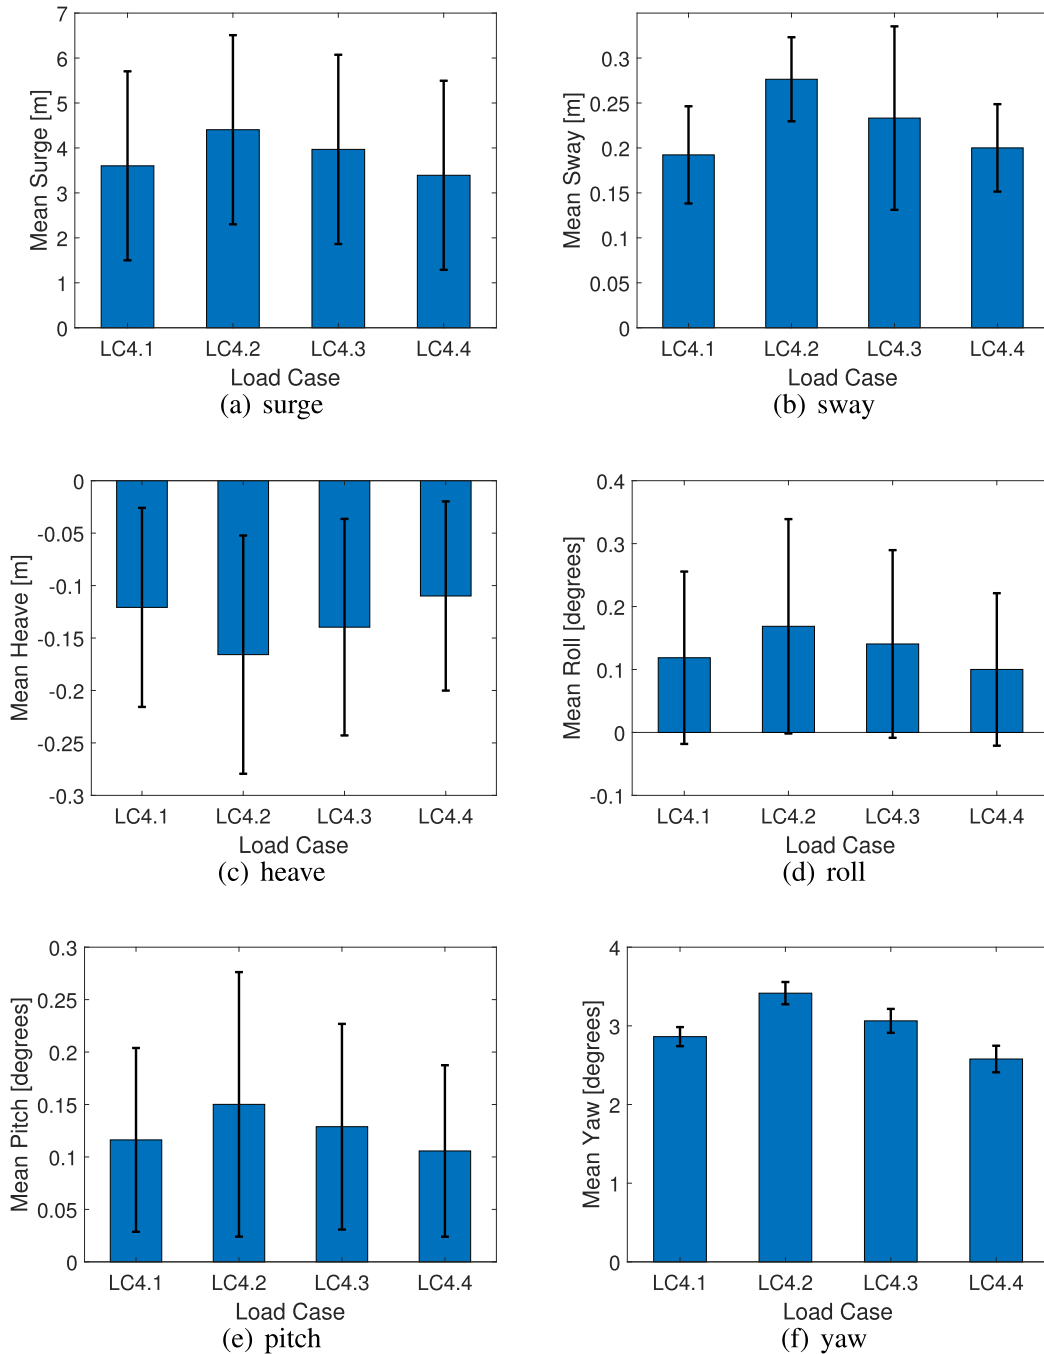 7
6
5
4
3
2
1
0
Mean Surge [m]
LC4.1 LC4.2 LC4.3 LC4.4
Load Case
(a) surge
0.3
0.25
0.2
0.15
0.1
0.05
0
Mean Sway [m]
LC4.1 LC4.2 LC4.3 LC4.4
Load Case
(b) sway
0
-0.05
-0.1
-0.15
-0.2
-0.25
-0.3
Mean Heave [m]
LC4.1 LC4.2 LC4.3 LC4.4
Load Case
(c) heave
0.4
0.3
0.2
0.1
0
-0.1
Mean Roll [degrees]
LC4.1 LC4.2 LC4.3 LC4.4
Load Case
(d) roll
0.3
0.25
0.2
0.15
0.1
0.05
0
Mean Pitch [degrees]
LC4.1 LC4.2 LC4.3 LC4.4
Load Case
(e) pitch
4
3
2
1
0
Mean Yaw [degrees]
LC4.1 LC4.2 LC4.3 LC4.4
Load Case
(f) yaw